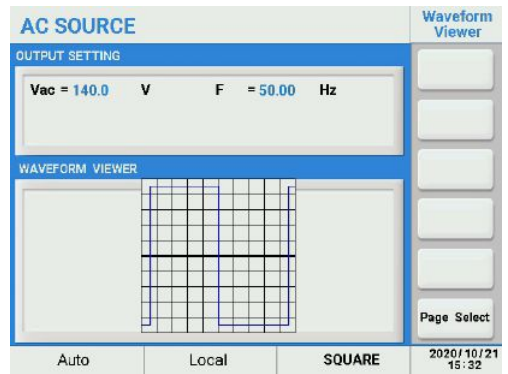 AC SOURCE
Waveform
Viewer
OUTPUT SETTING
Vac = 140.0 V F = 50.00 Hz
WAVEFORM VIEWER
Page Select
Auto Local SQUARE 2020/10/21
15:32